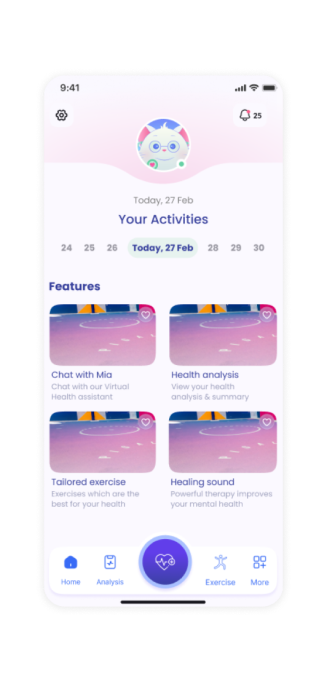 9:41
25
Today, 27 Feb
Your Activities
24 25 26 Today, 27 Feb 28 29 30
Features
Chat with Mia
Chat with our Virtual
Health assistant
Health analysis
View your health
analysis & summary
Tailored exercise
Exercises which are the
best for your health
Healing sound
Powerful therapy improves
your mental health
Home Analysis Exercise More